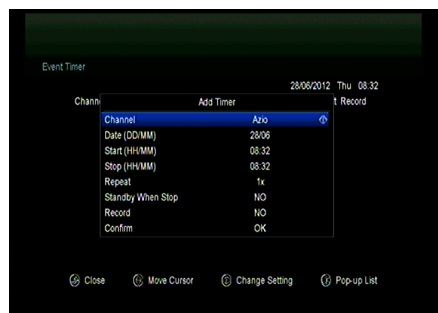 Event Timer
28/06/2012 Thu 08:32
Chann
t Record
Add Timer
Channel Azio
Date (DD/MM) 28/06
Start (HH/MM) 08:32
Stop (HH/MM) 08:32
Repeat 1x
Standby When Stop NO
Record NO
Confirm OK
Close Move Cursor Change Setting Pop-up List